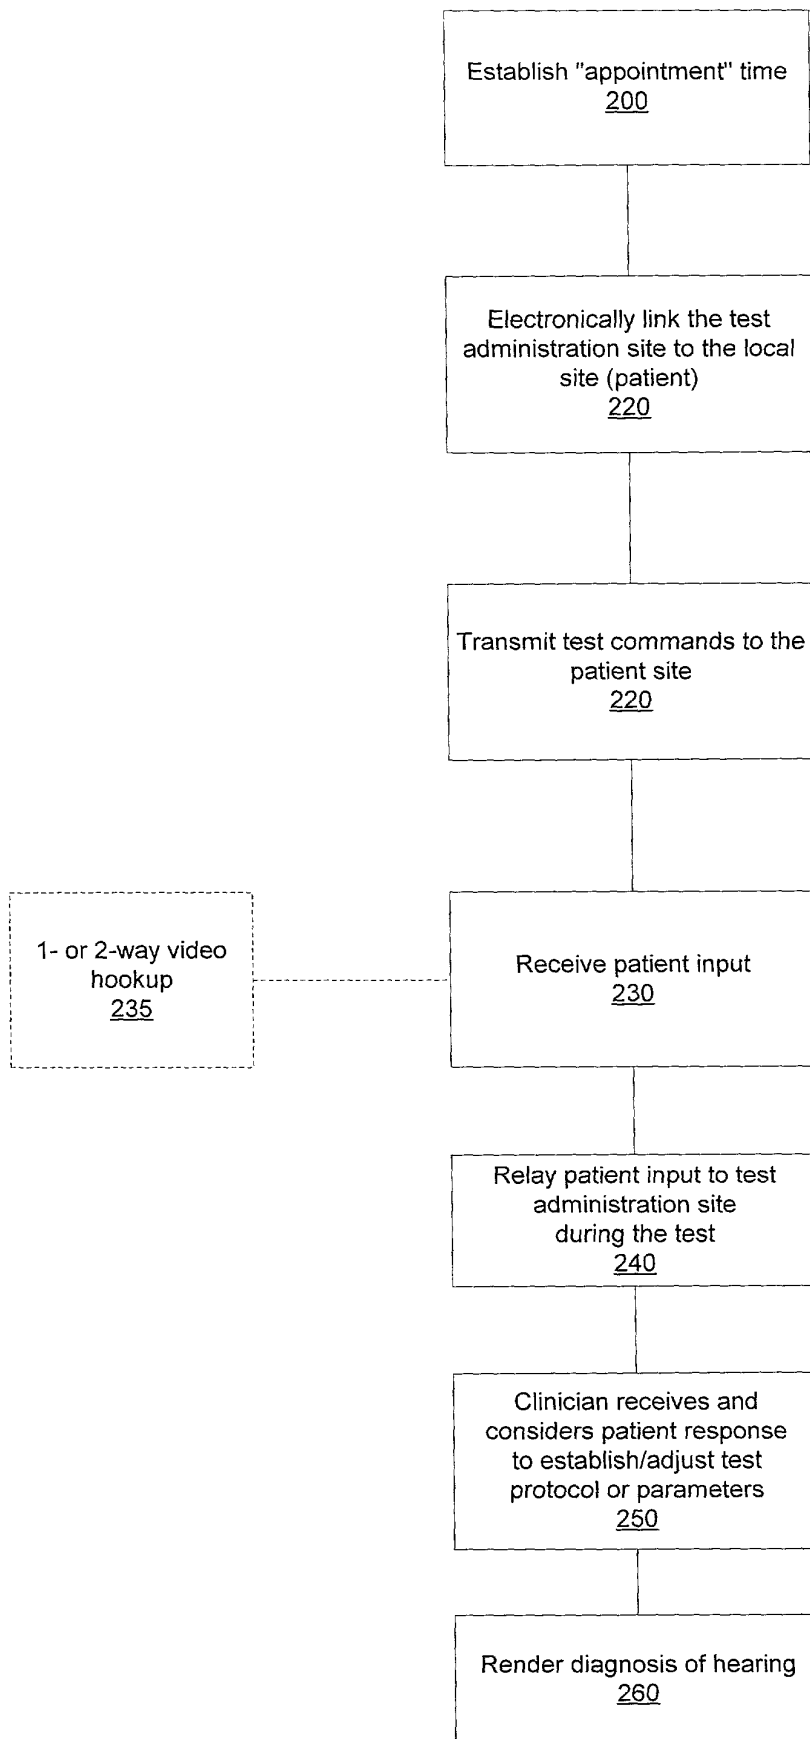 Establish "appointment" time
200
Electronically link the test
administration site to the local
site (patient)
220
Transmit test commands to the
patient site
220
1- or 2-way video
hookup
235
Receive patient input
230
Relay patient input to test
administration site
during the test
240
Clinician receives and
considers patient response
to establish/adjust test
protocol or parameters
250
Render diagnosis of hearing
260